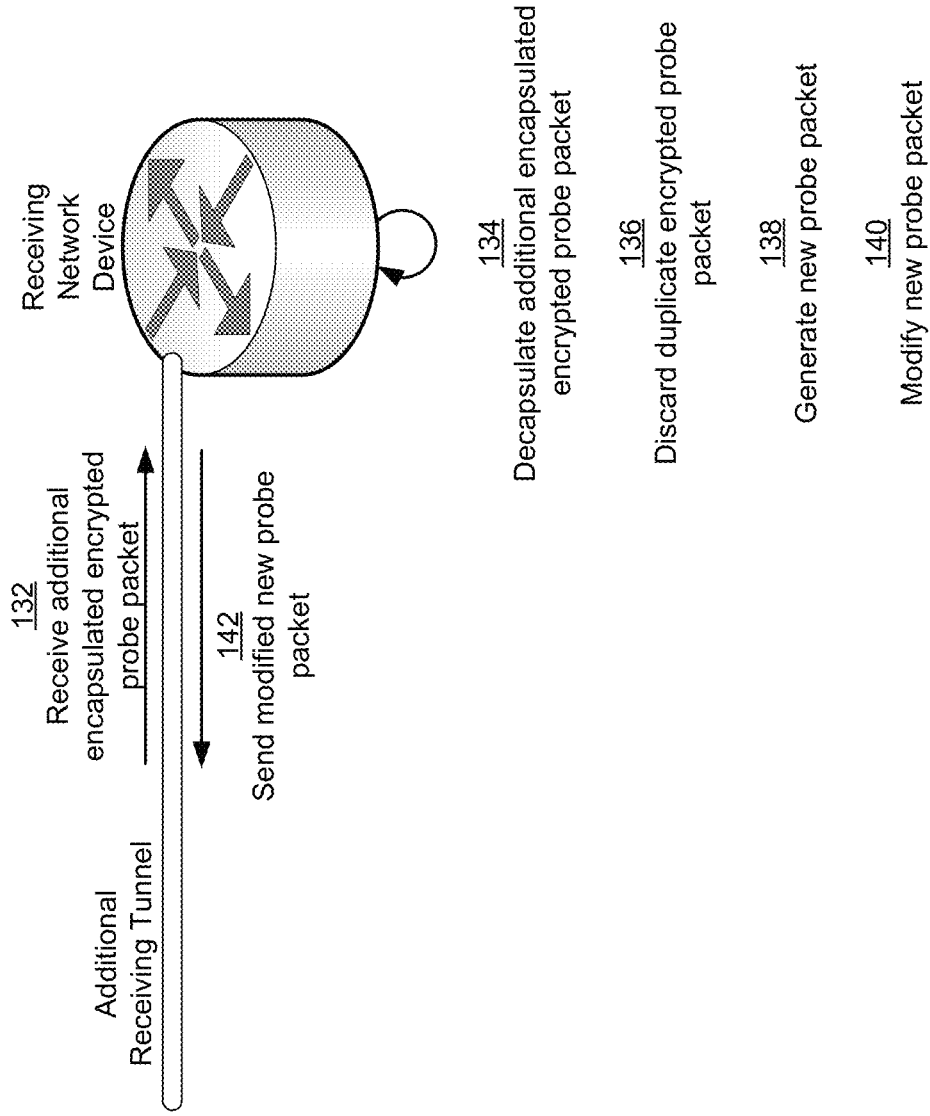 Additional
Receiving Tunnel
132
Receive additional
encapsulated encrypted
probe packet
142
Send modified new probe
packet
Receiving
Network
Device
134
Decapsulate additional encapsulated
encrypted probe packet
136
Discard duplicate encrypted probe
packet
138
Generate new probe packet
140
Modify new probe packet